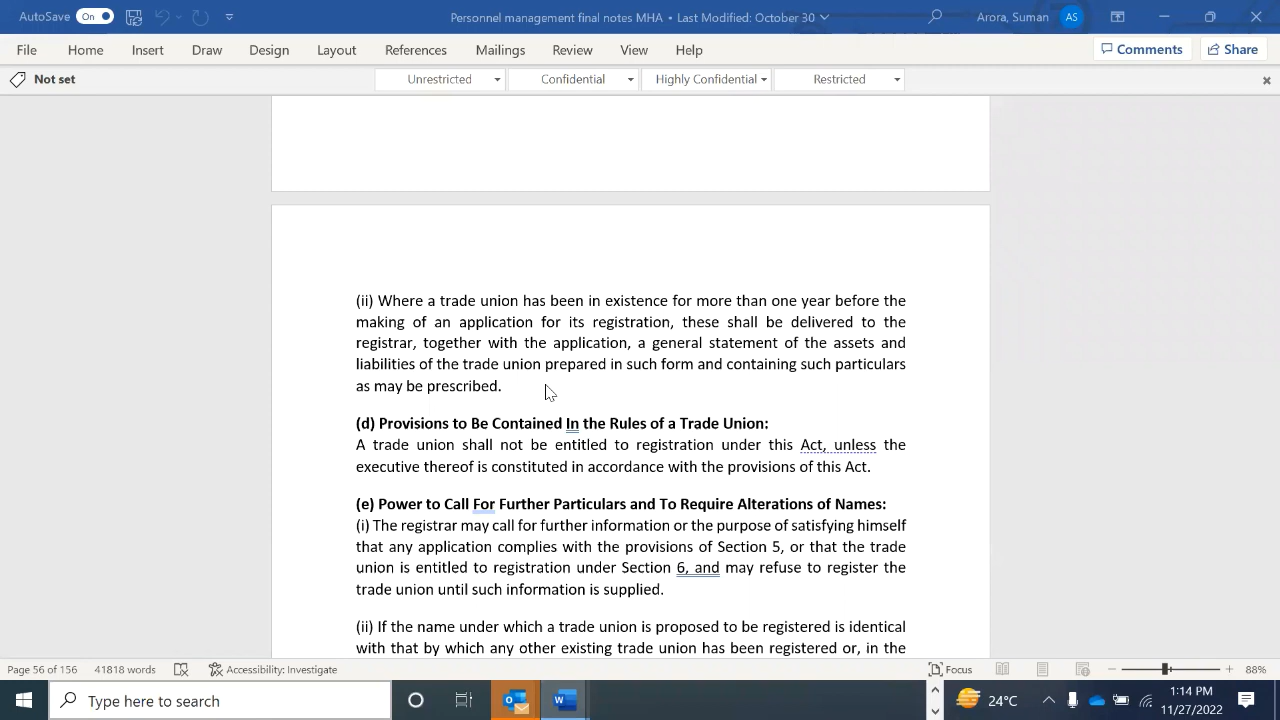 AutoSave On Personnel management final notes MHA • Last Modified: October 30 Arora, Suman AS
File Home Insert Draw Design Layout References Mailings Review View Help Comments Share
Not set Unrestricted Confidential Highly Confidential Restricted
(ii) Where a trade union has been in existence for more than one year before the
making of an application for its registration, these shall be delivered to the
registrar, together with the application, a general statement of the assets and
liabilities of the trade union prepared in such form and containing such particulars
as may be prescribed.
(d) Provisions to Be Contained In the Rules of a Trade Union:
A trade union shall not be entitled to registration under this Act, unless the
executive thereof is constituted in accordance with the provisions of this Act.
(e) Power to Call For Further Particulars and To Require Alterations of Names:
(i) The registrar may call for further information or the purpose of satisfying himself
that any application complies with the provisions of Section 5, or that the trade
union is entitled to registration under Section 6, and may refuse to register the
trade union until such information is supplied.
(ii) If the name under which a trade union is proposed to be registered is identical
with that by which any other existing trade union has been registered or, in the
Page 56 of 156 41818 words Accessibility: Investigate Focus 88%
Type here to search 24°C 1:14 PM
11/27/2022